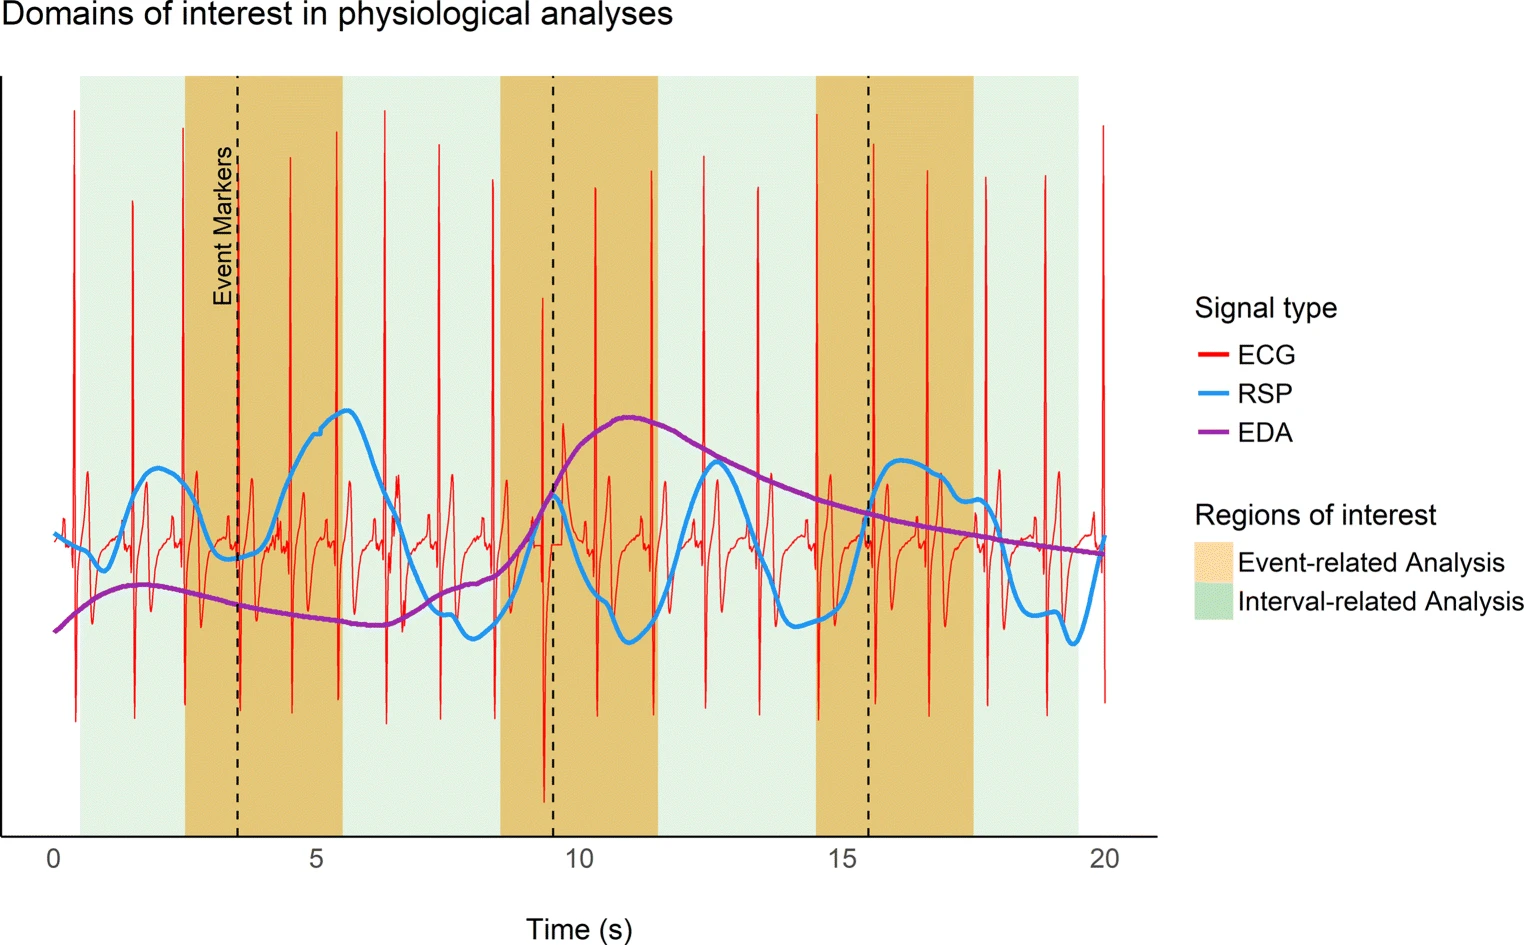 Domains of interest in physiological analyses
Event Markers
Signal type
ECG
RSP
EDA
Regions of interest
Event-related Analysis
Interval-related Analysis
0 5 10 15 20
Time (s)